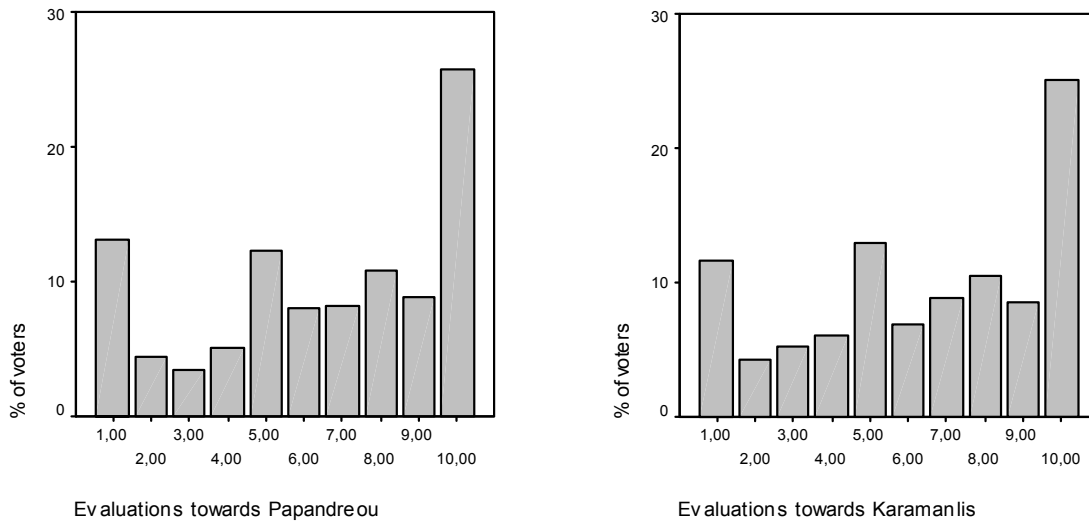 30
20
10
0
% of voters
1,00 3,00 5,00 7,00 9,00
2,00 4,00 6,00 8,00 10,00
Evaluations towards Papandreou
30
20
10
0
% of voters
1,00 3,00 5,00 7,00 9,00
2,00 4,00 6,00 8,00 10,00
Evaluations towards Karamanlis